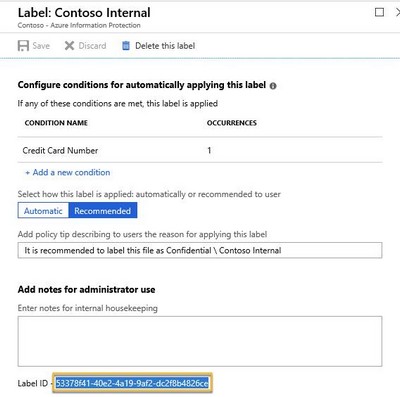 Label: Contoso Internal
Contoso - Azure Information Protection
Save Discard Delete this label
Configure conditions for automatically applying this label
If any of these conditions are met, this label is applied
CONDITION NAME OCCURRENCES
Credit Card Number 1
+ Add a new condition
Select how this label is applied: automatically or recommended to user
Automatic Recommended
Add policy tip describing to users the reason for applying this label
It is recommended to label this file as Confidential \ Contoso Internal
Add notes for administrator use
Enter notes for internal housekeeping
Label ID - 53378f41-40e2-4a19-9af2-dc2f8b4826ce